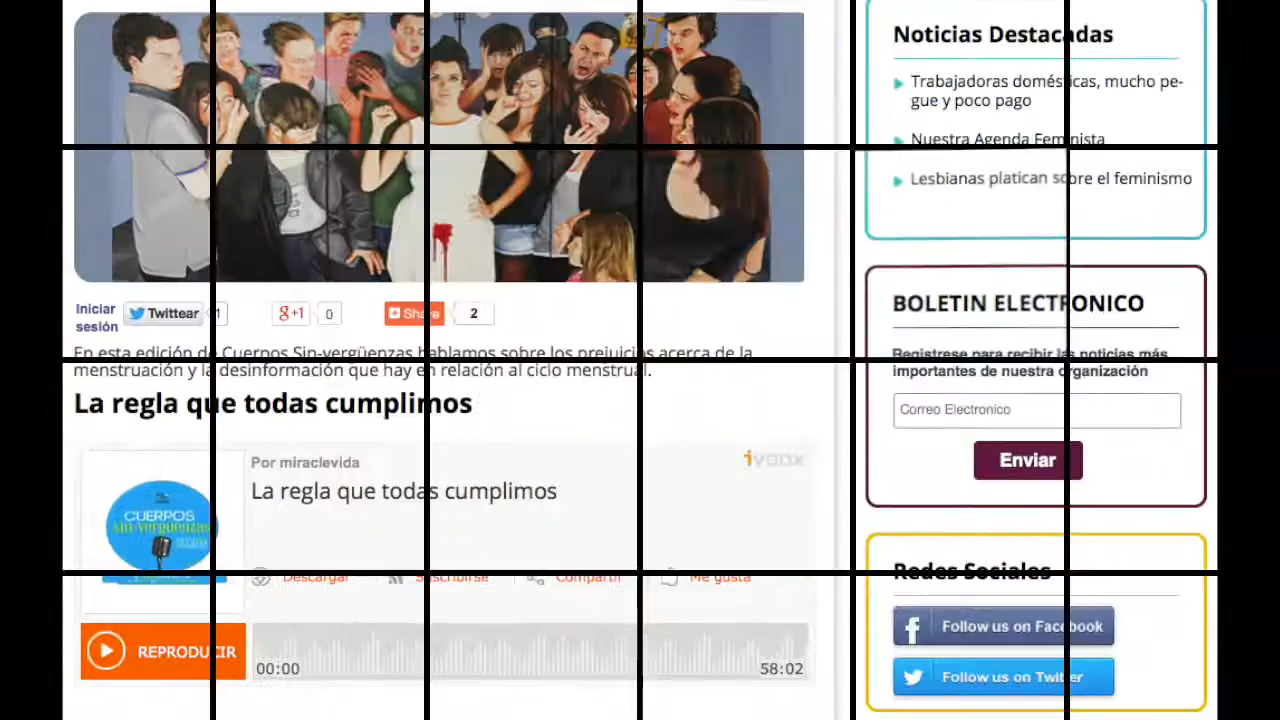 Iniciar
sesión
Twittear
1
g+1
0
Share
2
En esta edición de Cuerpos Sin-vergüenzas hablamos sobre los prejuicios acerca de la
menstruación y la desinformación que hay en relación al ciclo menstrual.
La regla que todas cumplimos
Por miraclevida
ivoox
La regla que todas cumplimos
CUERPOS
sin-vergüenzas
Descargar
Suscribirse
Compartir
Me gusta
REPRODUCIR
00:00
58:02
Noticias Destacadas
Trabajadoras domésticas, mucho pe-
gue y poco pago
Nuestra Agenda Feminista
Lesbianas platican sobre el feminismo
BOLETIN ELECTRONICO
Registrese para recibir las noticias más
importantes de nuestra organización
Correo Electronico
Enviar
Redes Sociales
Follow us on Facebook
Follow us on Twitter